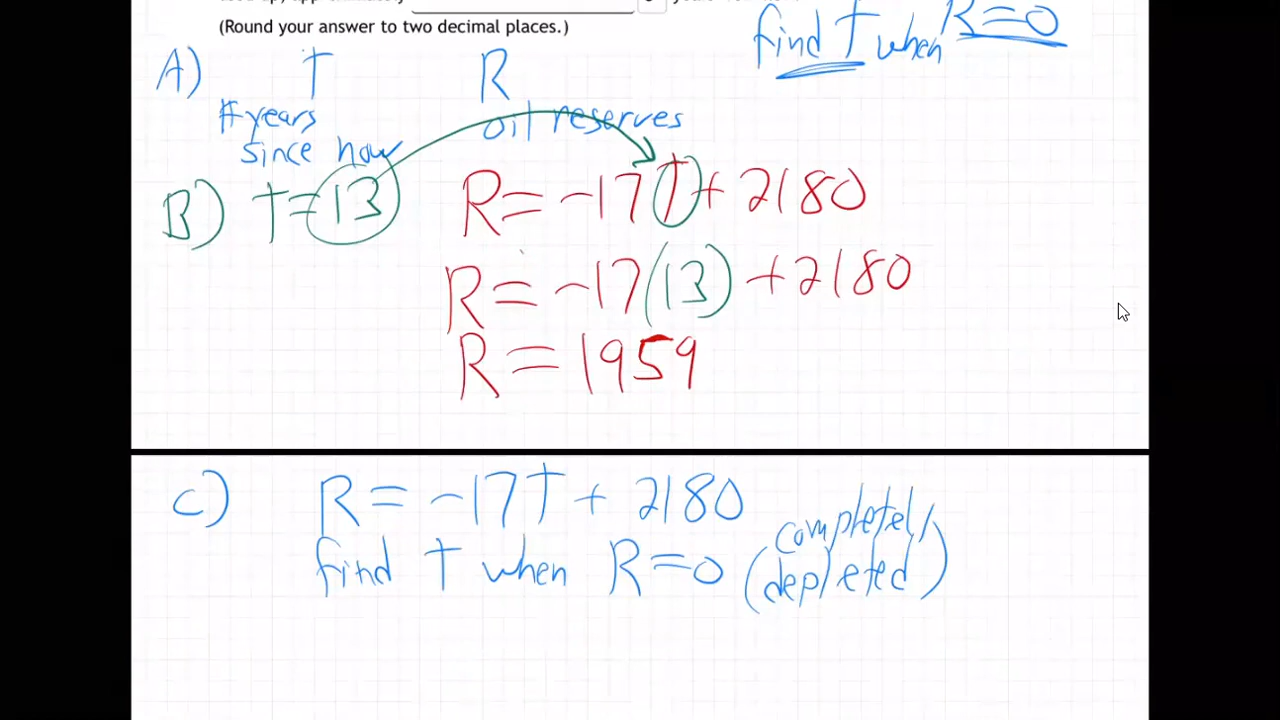 (Round your answer to two decimal places.)
find t when R=0
A) t R
# years oil reserves
since now
B) t=13 R=-17t+2180
R=-17(13)+2180
R=1959
C) R=-17t+2180
find t when R=0 (completely
depleted)